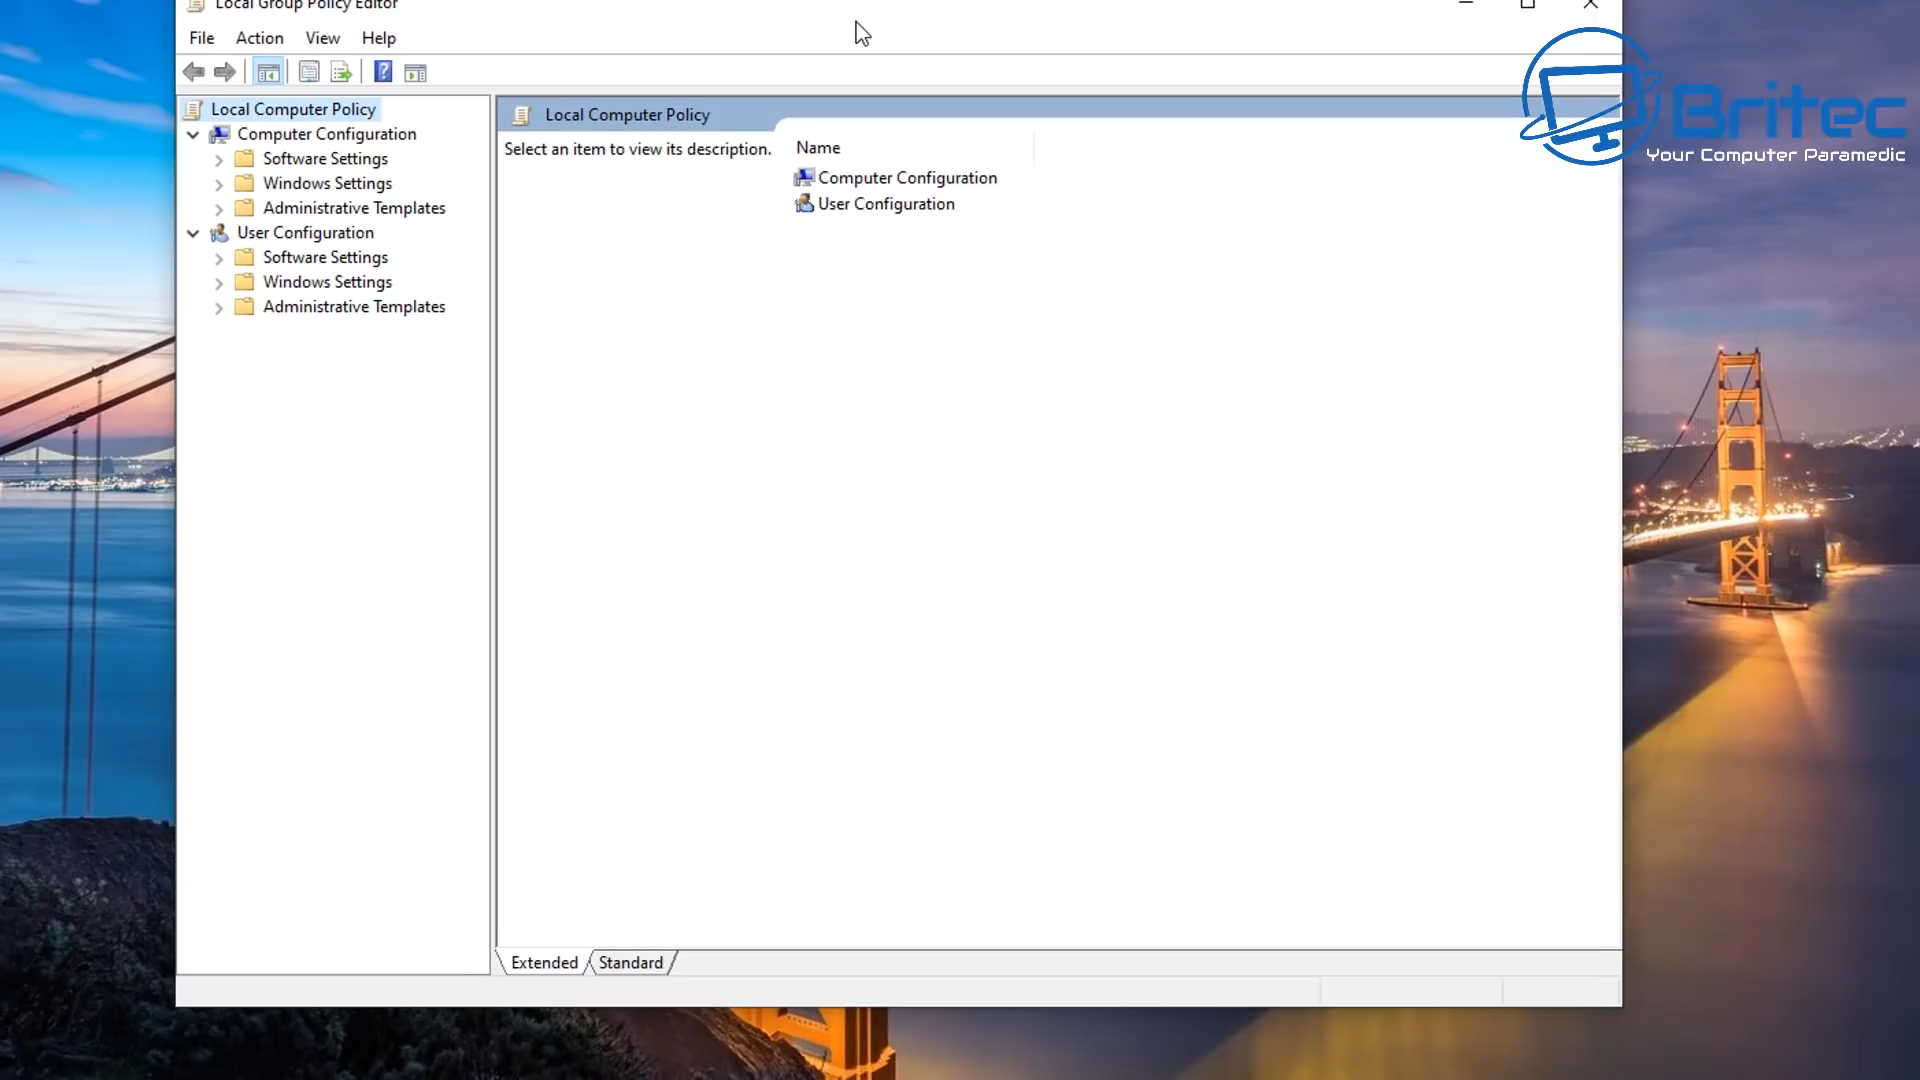 Local Group Policy Editor
File Action View Help
Local Computer Policy
Computer Configuration
Software Settings
Windows Settings
Administrative Templates
User Configuration
Software Settings
Windows Settings
Administrative Templates
Local Computer Policy
Select an item to view its description.
Name
Computer Configuration
User Configuration
Extended Standard
Britec
Your Computer Paramedic